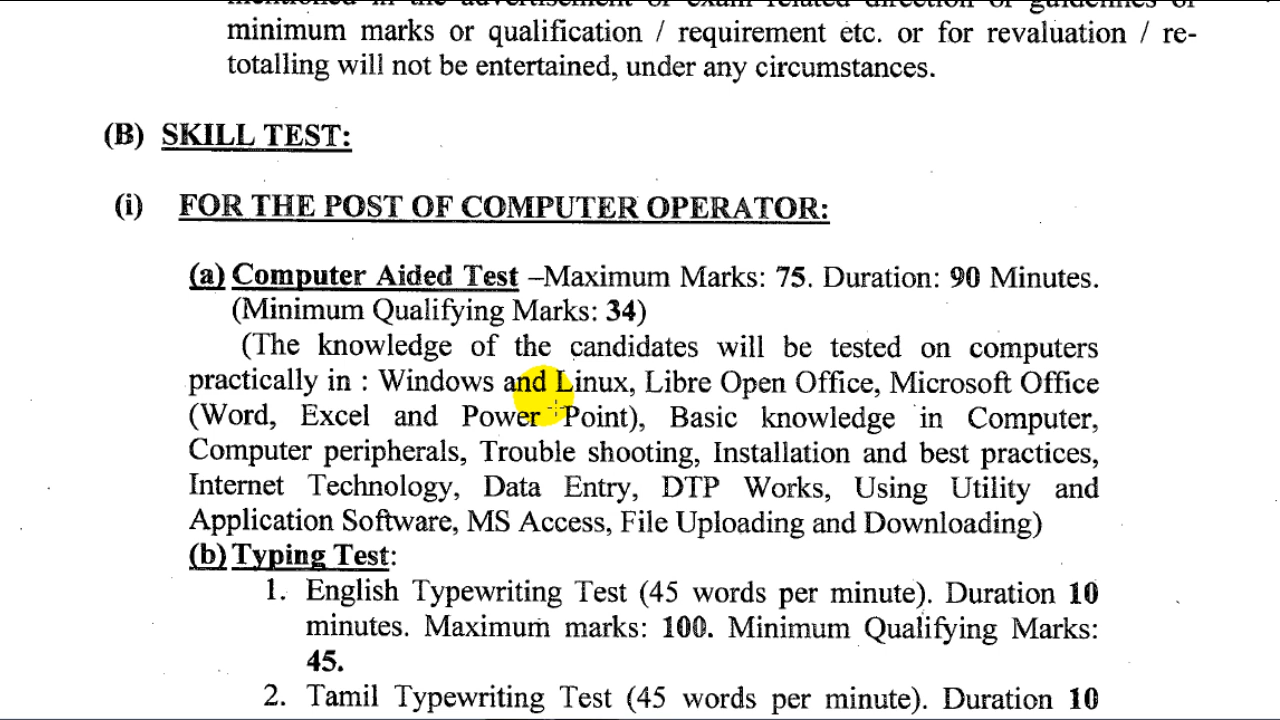 minimum marks or qualification / requirement etc. or for revaluation / re-
totalling will not be entertained, under any circumstances.
(B) SKILL TEST:
(i) FOR THE POST OF COMPUTER OPERATOR:
(a) Computer Aided Test –Maximum Marks: 75. Duration: 90 Minutes.
(Minimum Qualifying Marks: 34)
(The knowledge of the candidates will be tested on computers
practically in : Windows and Linux, Libre Open Office, Microsoft Office
(Word, Excel and Power Point), Basic knowledge in Computer,
Computer peripherals, Trouble shooting, Installation and best practices,
Internet Technology, Data Entry, DTP Works, Using Utility and
Application Software, MS Access, File Uploading and Downloading)
(b) Typing Test:
1. English Typewriting Test (45 words per minute). Duration 10
minutes. Maximum marks: 100. Minimum Qualifying Marks:
45.
2. Tamil Typewriting Test (45 words per minute). Duration 10